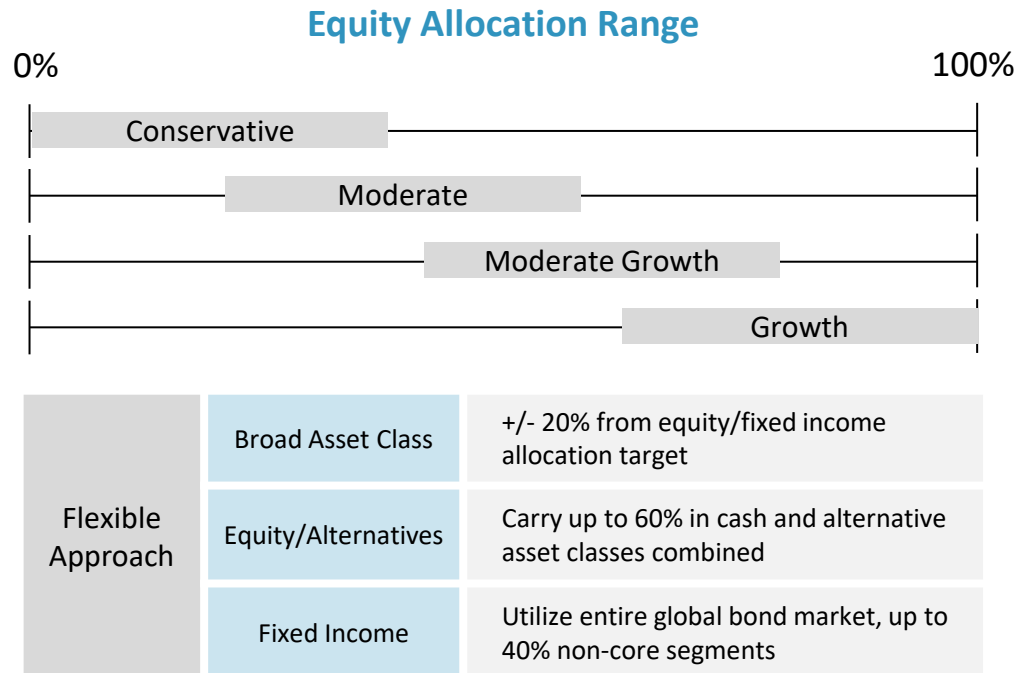 Equity Allocation Range
0%
100%
Conservative
Moderate
Moderate Growth
Growth
Flexible
Approach
Broad Asset Class
+/- 20% from equity/fixed income
allocation target
Equity/Alternatives
Carry up to 60% in cash and alternative
asset classes combined
Fixed Income
Utilize entire global bond market, up to
40% non-core segments